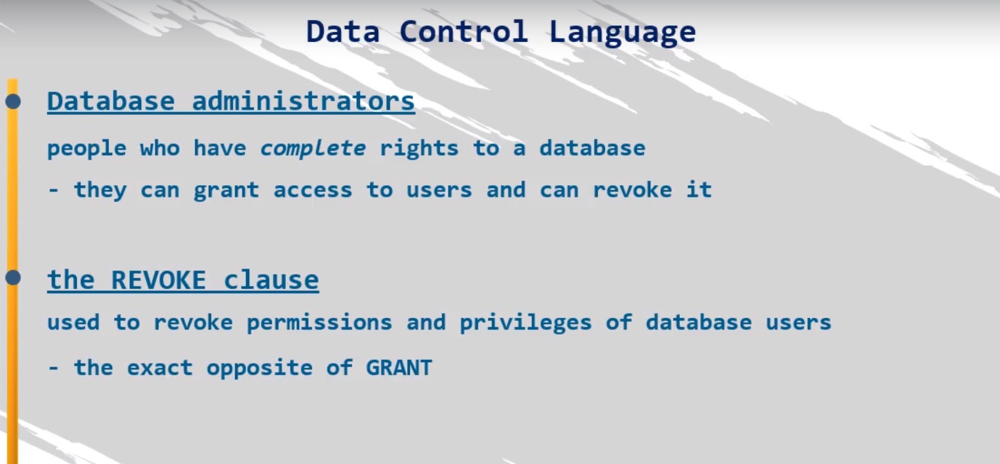 Data Control Language
Database administrators
people who have complete rights to a database
- they can grant access to users and can revoke it
the REVOKE clause
used to revoke permissions and privileges of database users
- the exact opposite of GRANT